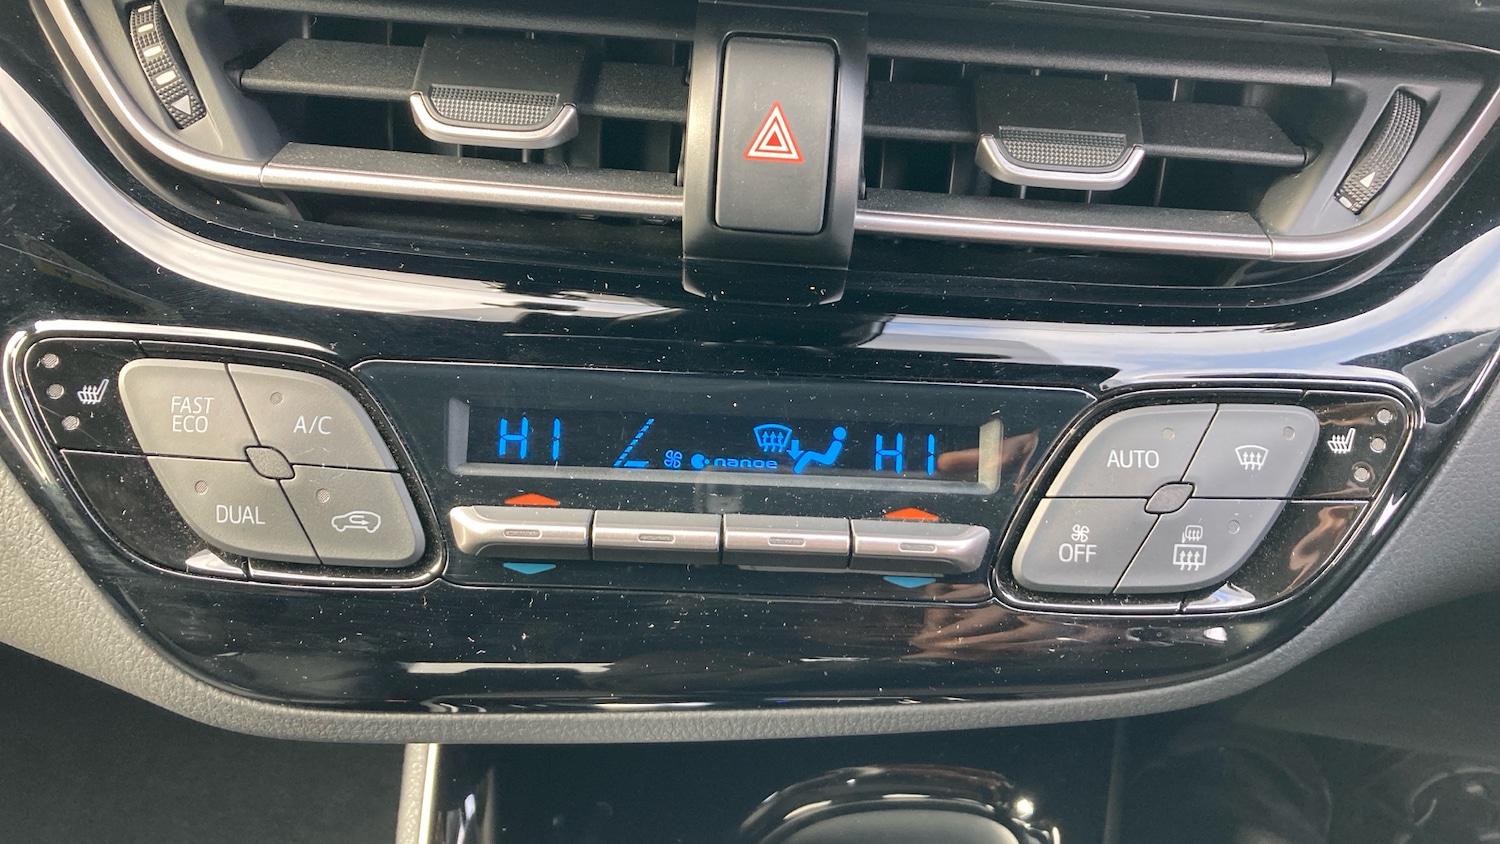 FAST
ECO
A/C
DUAL
HI
nanoe
HI
AUTO
OFF